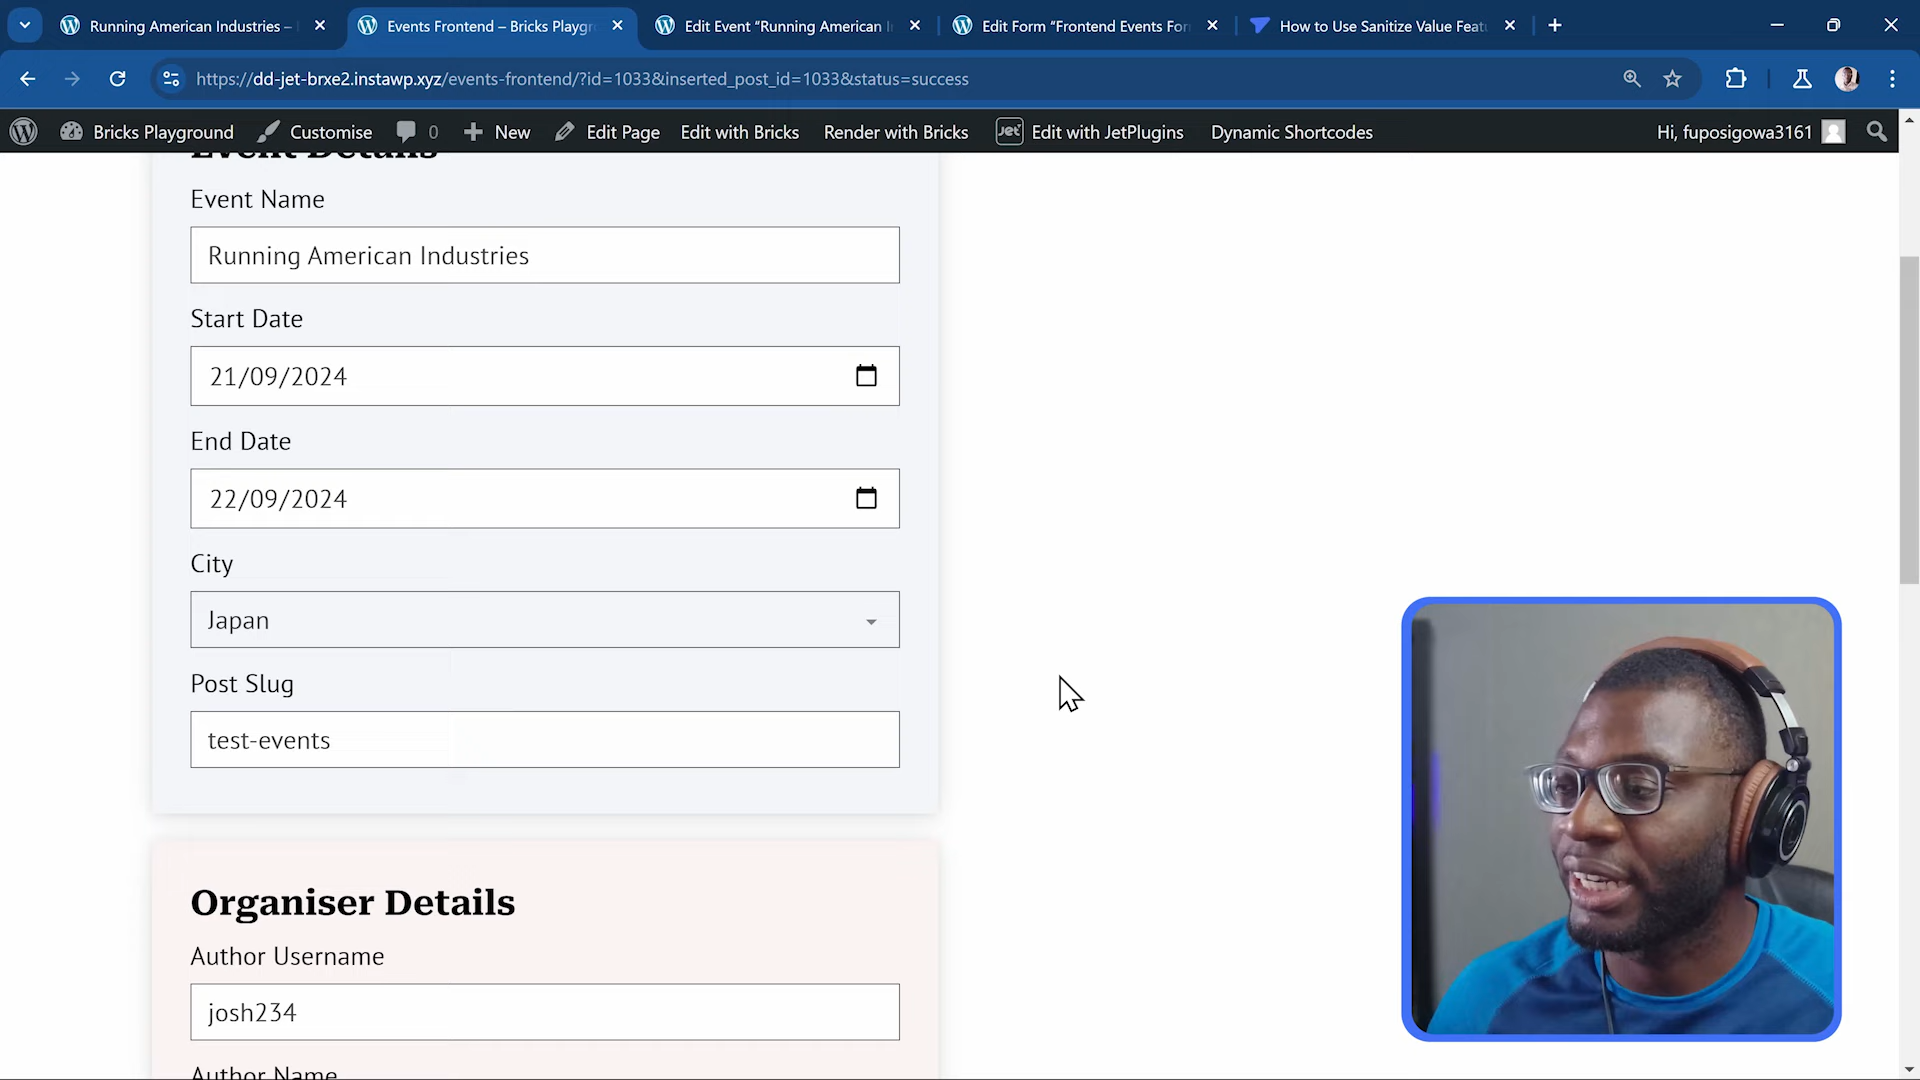 Running American Industries –
Events Frontend – Bricks Playgr
Edit Event “Running American I
Edit Form “Frontend Events For
How to Use Sanitize Value Feat
https://dd-jet-brxe2.instawp.xyz/events-frontend/?id=1033&inserted_post_id=1033&status=success
Bricks Playground
Customise
0
New
Edit Page
Edit with Bricks
Render with Bricks
Jet
Edit with JetPlugins
Dynamic Shortcodes
Hi, fuposigowa3161
Event Details
Event Name
Running American Industries
Start Date
21/09/2024
End Date
22/09/2024
City
Japan
Post Slug
test-events
Organiser Details
Author Username
josh234
Author Name